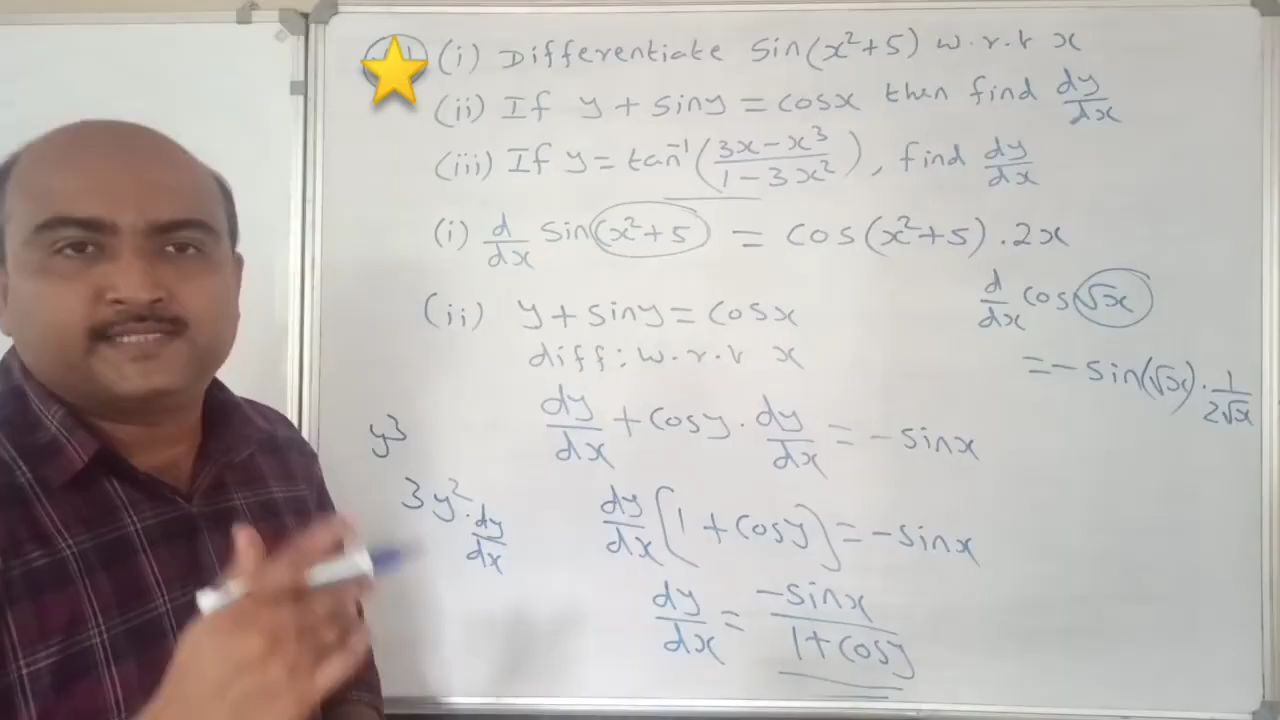 (i) Differentiate sin(x²+5) w.r.t x
(ii) If y + siny = cosx then find dy/dx
(iii) If y = tan⁻¹((3x-x³)/(1-3x²)), find dy/dx
(i) d/dx sin(x²+5) = cos(x²+5).2x
d/dx cos√x
= -sin(√x).1/(2√x)
(ii) y + siny = cosx
diff: w.r.t x
dy/dx + cosy.dy/dx = -sinx
y3
3y².dy/dx
dy/dx(1 + cosy) = -sinx
dy/dx = -sinx/(1+cosy)